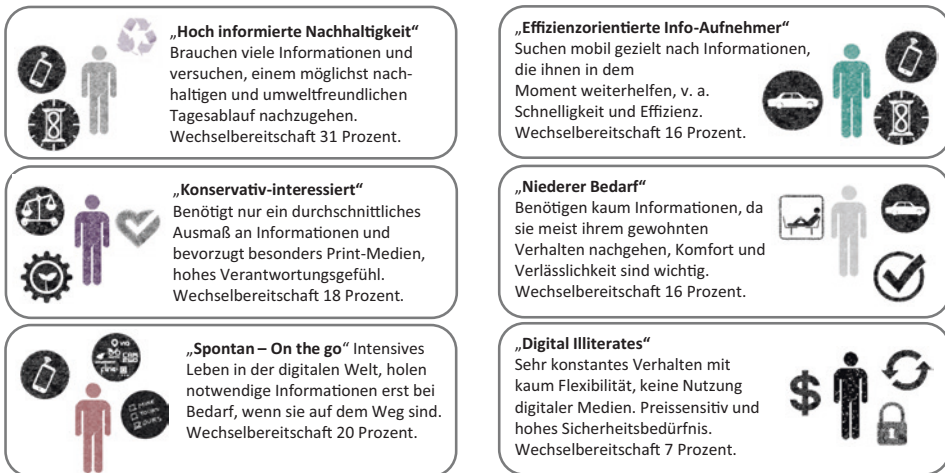 „Hoch informierte Nachhaltigkeit“
Brauchen viele Informationen und
versuchen, einem möglichst nach-
haltigen und umweltfreundlichen
Tagesablauf nachzugehen.
Wechselbereitschaft 31 Prozent.
„Effizienzorientierte Info-Aufnehmer“
Suchen mobil gezielt nach Informationen,
die ihnen in dem
Moment weiterhelfen, v. a.
Schnelligkeit und Effizienz.
Wechselbereitschaft 16 Prozent.
„Konservativ-interessiert“
Benötigt nur ein durchschnittliches
Ausmaß an Informationen und
bevorzugt besonders Print-Medien,
hohes Verantwortungsgefühl.
Wechselbereitschaft 18 Prozent.
„Niederer Bedarf“
Benötigen kaum Informationen, da
sie meist ihrem gewohnten
Verhalten nachgehen, Komfort und
Verlässlichkeit sind wichtig.
Wechselbereitschaft 16 Prozent.
„Spontan – On the go“ Intensives
Leben in der digitalen Welt, holen
notwendige Informationen erst bei
Bedarf, wenn sie auf dem Weg sind.
Wechselbereitschaft 20 Prozent.
„Digital Illiterates“
Sehr konstantes Verhalten mit
kaum Flexibilität, keine Nutzung
digitaler Medien. Preissensitiv und
hohes Sicherheitsbedürfnis.
Wechselbereitschaft 7 Prozent.
$